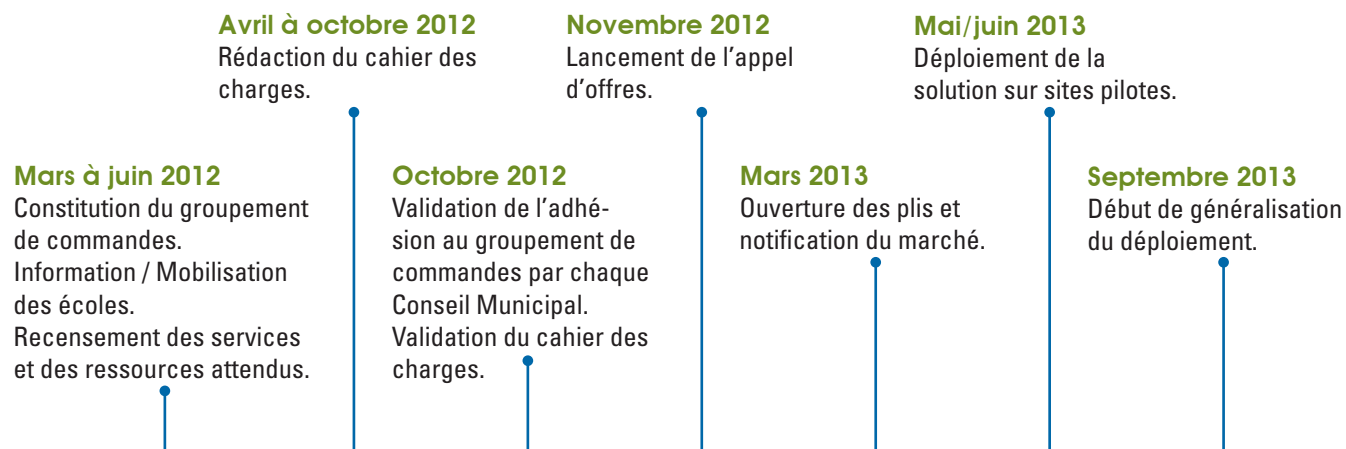 Avril à octobre 2012
Rédaction du cahier des
charges.
Novembre 2012
Lancement de l'appel
d'offres.
Mai/juin 2013
Déploiement de la
solution sur sites pilotes.
Mars à juin 2012
Constitution du groupement
de commandes.
Information / Mobilisation
des écoles.
Recensement des services
et des ressources attendus.
Octobre 2012
Validation de l'adhé-
sion au groupement de
commandes par chaque
Conseil Municipal.
Validation du cahier des
charges.
Mars 2013
Ouverture des plis et
notification du marché.
Septembre 2013
Début de généralisation
du déploiement.